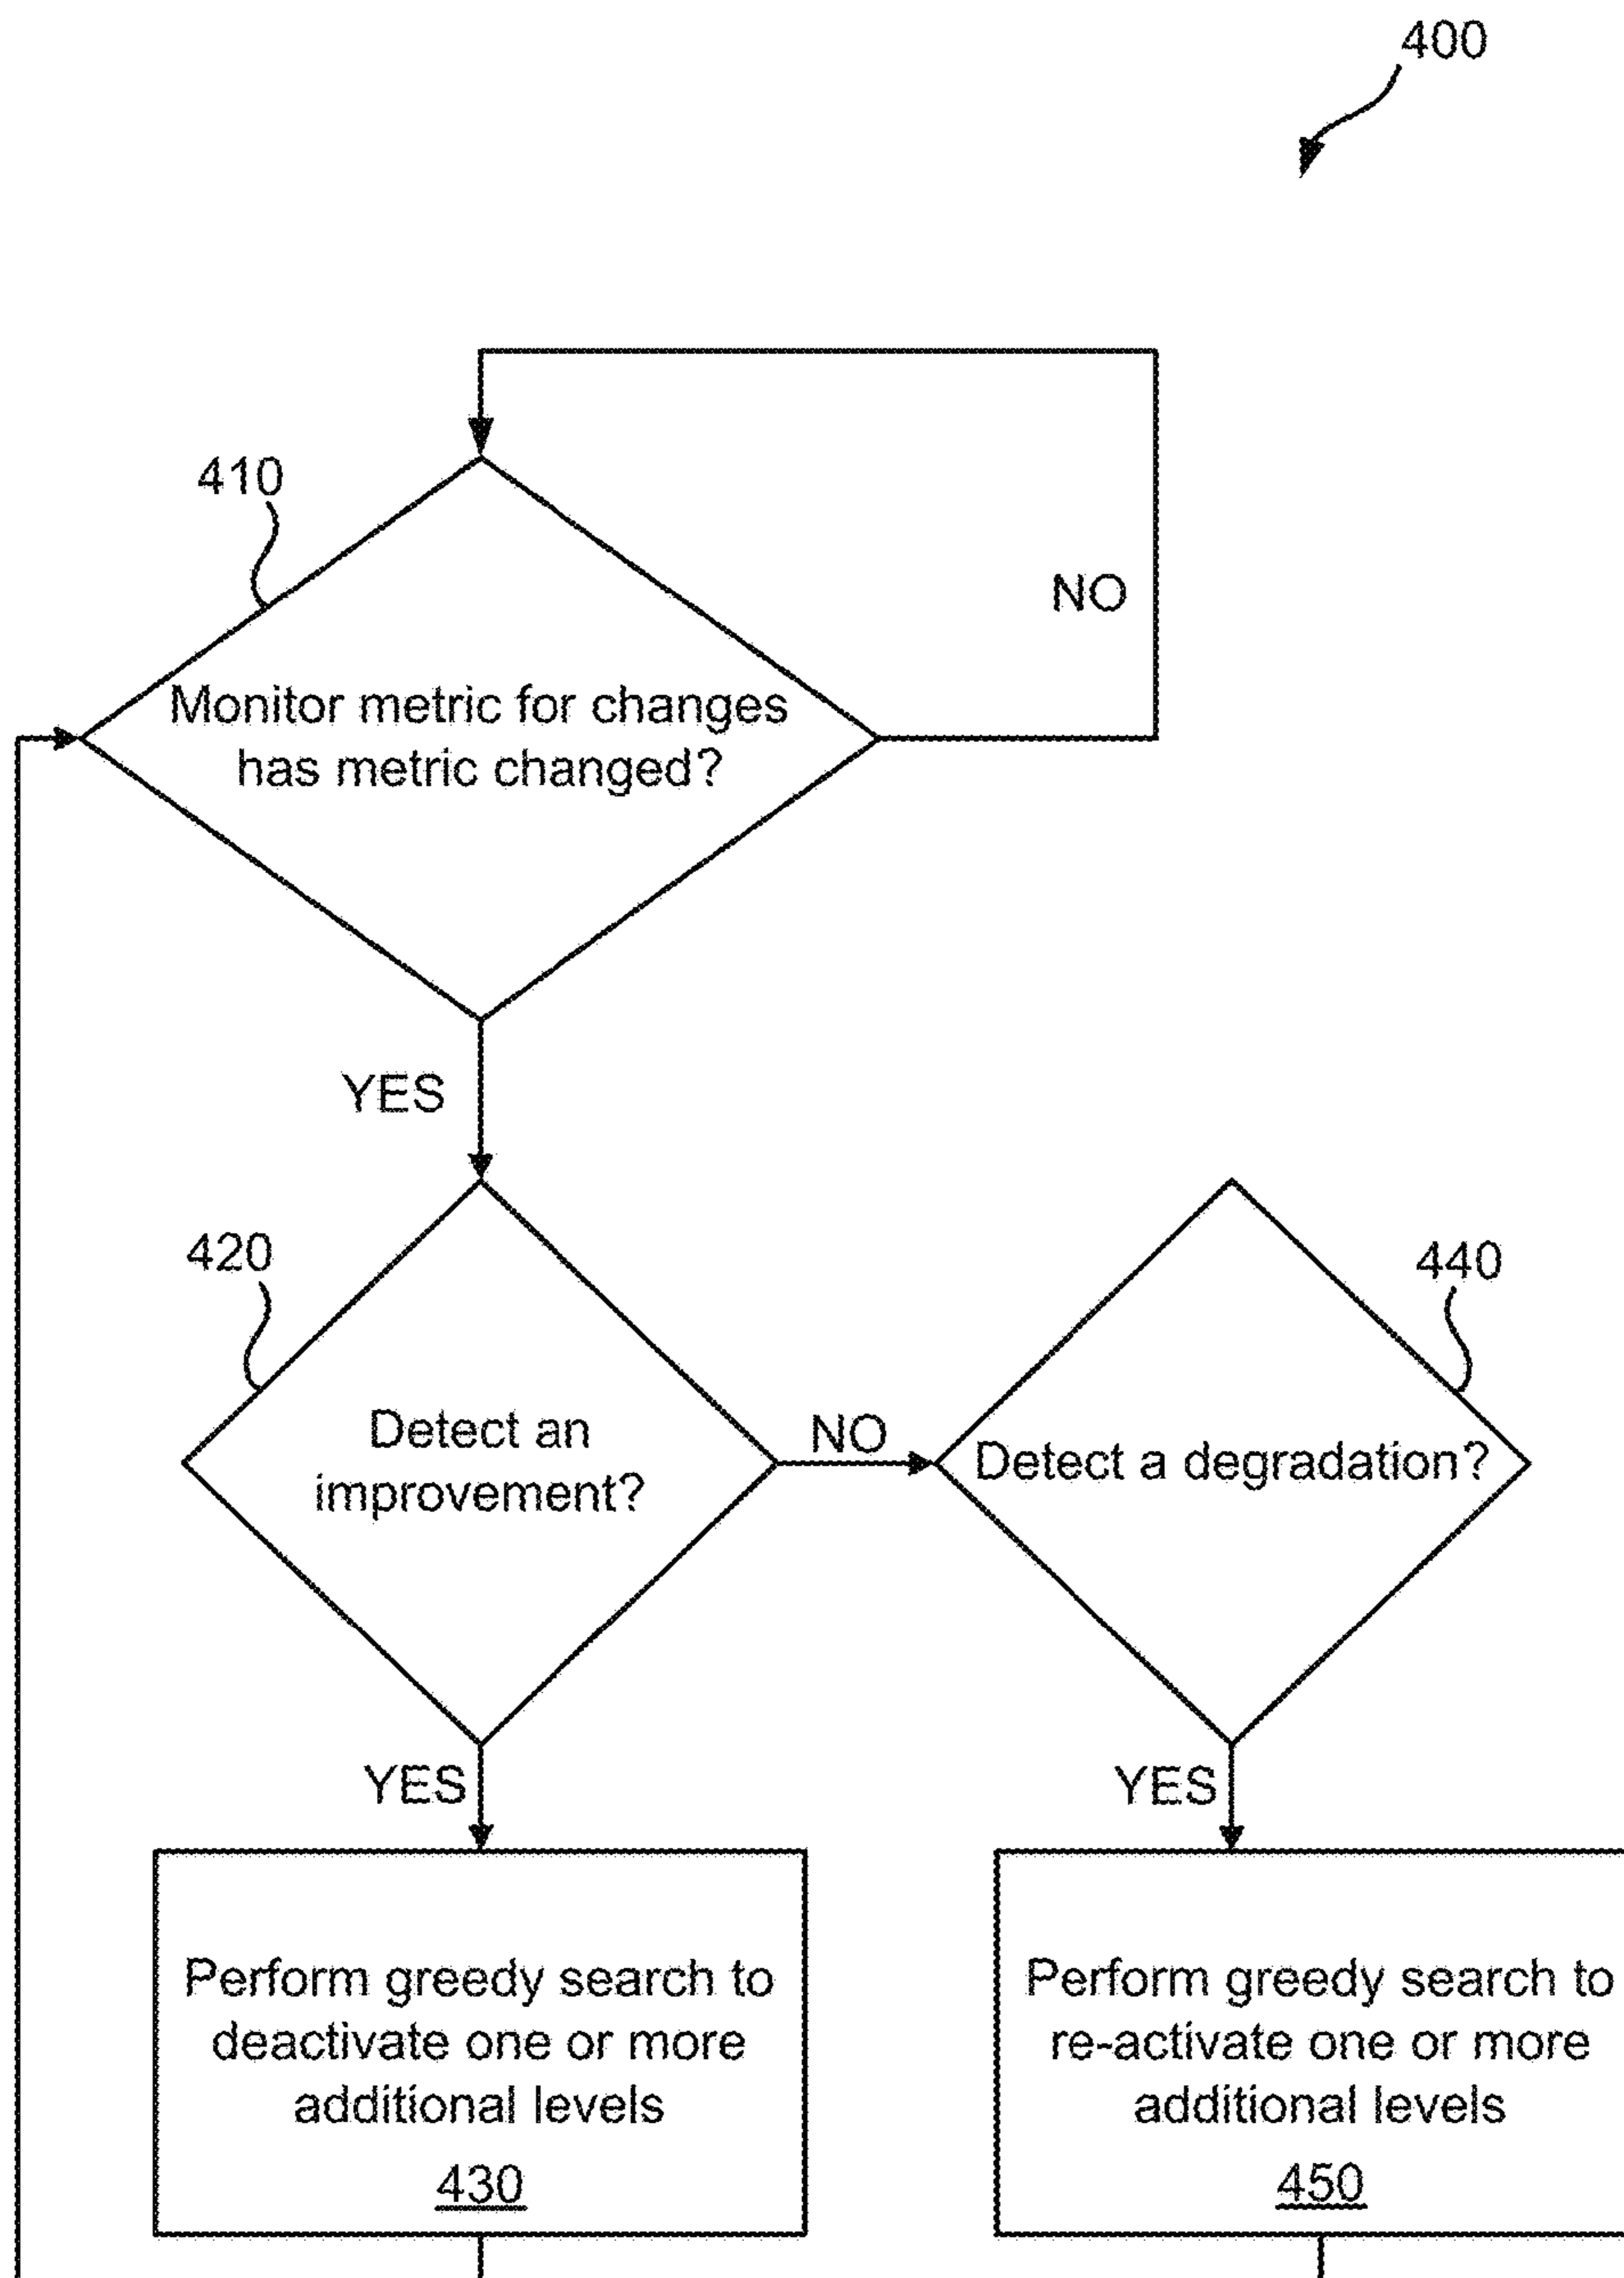 400
410
NO
Monitor metric for changes
has metric changed?
YES
420
440
Detect an
improvement?
NO
Detect a degradation?
YES
YES
Perform greedy search to
deactivate one or more
additional levels
430
Perform greedy search to
re-activate one or more
additional levels
450